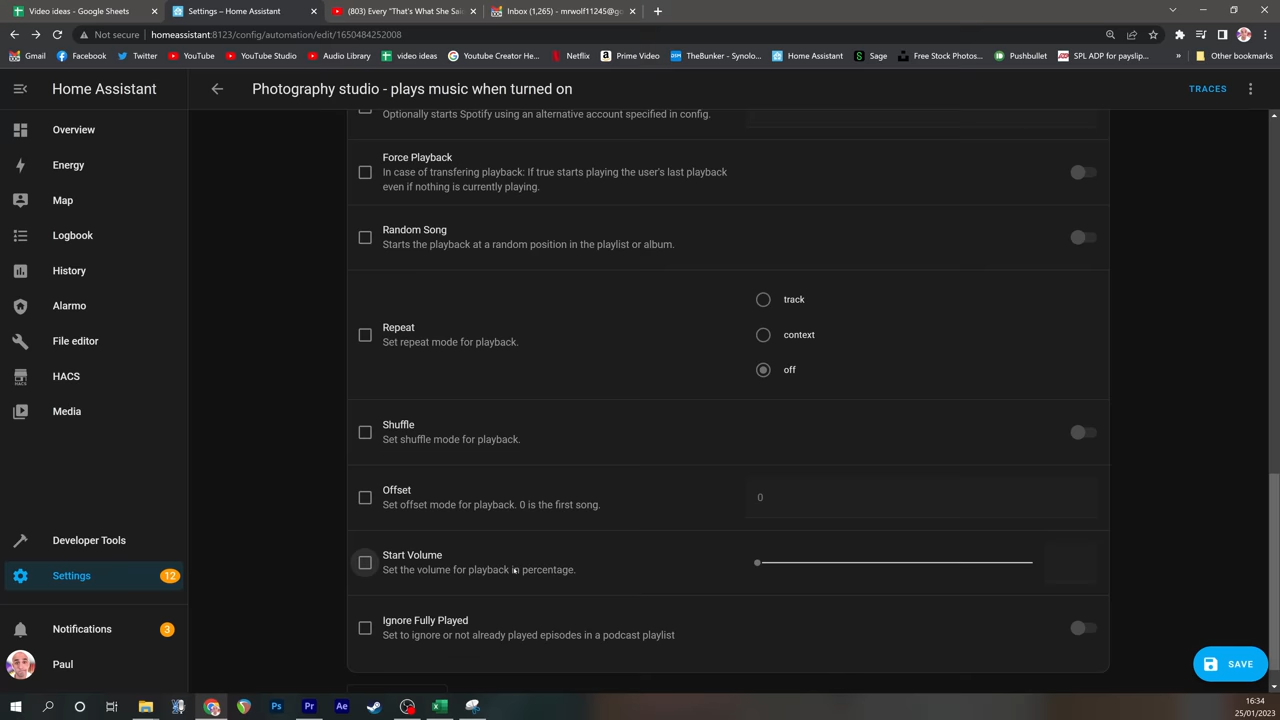 Video ideas - Google Sheets
Settings – Home Assistant
(803) Every "That's What She Sai
Inbox (1,265) - mrwolf11245@go
Not secure
homeassistant:8123/config/automation/edit/1650484252008
Gmail
Facebook
Twitter
YouTube
YouTube Studio
Audio Library
video ideas
Youtube Creator He...
Netflix
Prime Video
TheBunker - Synolo...
Home Assistant
Sage
Free Stock Photos...
Pushbullet
SPL ADP for payslip...
»
Other bookmarks
Home Assistant
Photography studio - plays music when turned on
TRACES
Overview
Energy
Map
Logbook
History
Alarmo
File editor
HACS
Media
Developer Tools
Settings
12
Notifications
3
Paul
Optionally starts Spotify using an alternative account specified in config.
Force Playback
In case of transfering playback: If true starts playing the user's last playback
even if nothing is currently playing.
Random Song
Starts the playback at a random position in the playlist or album.
Repeat
Set repeat mode for playback.
track
context
off
Shuffle
Set shuffle mode for playback.
Offset
Set offset mode for playback. 0 is the first song.
0
Start Volume
Set the volume for playback in percentage.
Ignore Fully Played
Set to ignore or not already played episodes in a podcast playlist
SAVE
16:34
25/01/2023